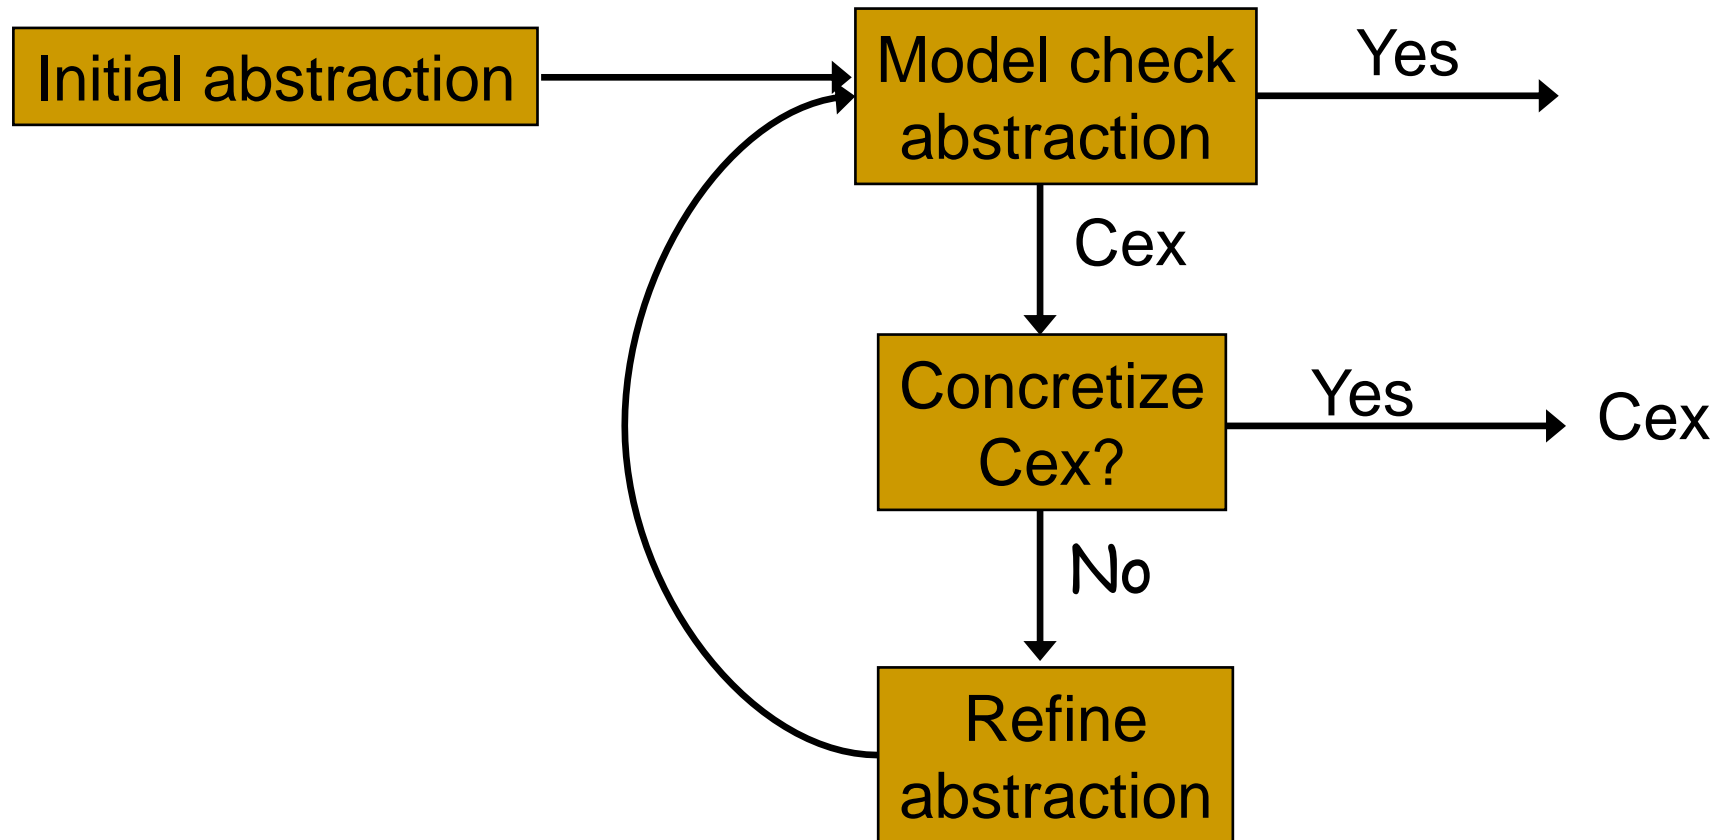 Initial abstraction
Model check
abstraction
Yes
Cex
Concretize
Cex?
Yes
Cex
No
Refine
abstraction